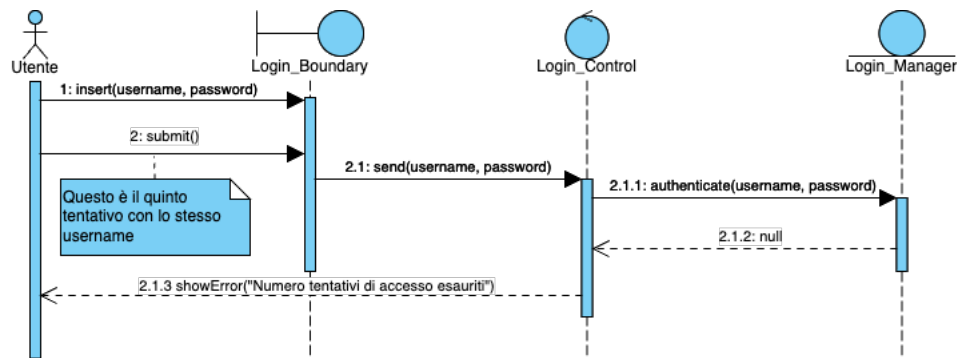 Utente
Login_Boundary
Login_Control
Login_Manager
1: insert(username, password)
2: submit()
2.1: send(username, password)
2.1.1: authenticate(username, password)
Questo è il quinto
tentativo con lo stesso
username
2.1.2: null
2.1.3 showError("Numero tentativi di accesso esauriti")